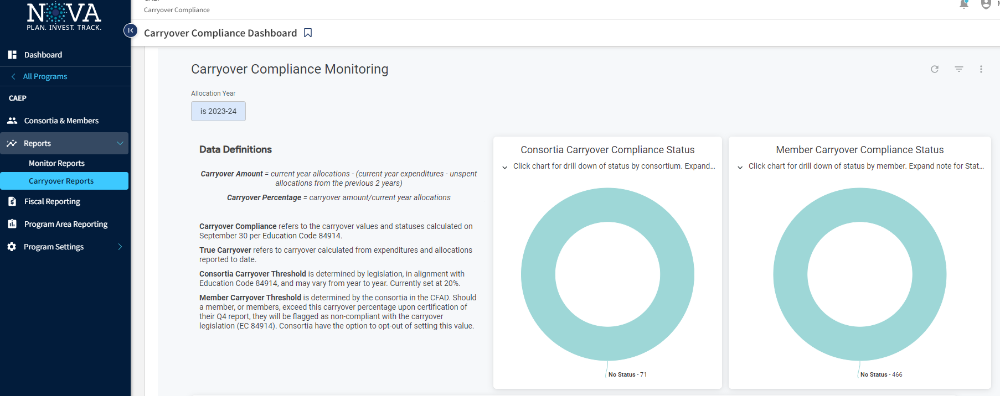 NOVA
PLAN. INVEST. TRACK.
Dashboard
All Programs
CAEP
Consortia & Members
Reports
Monitor Reports
Carryover Reports
Fiscal Reporting
Program Area Reporting
Program Settings
Carryover Compliance
Carryover Compliance Dashboard
Carryover Compliance Monitoring
Allocation Year
is 2023-24
Data Definitions
Carryover Amount = current year allocations - (current year expenditures - unspent
allocations from the previous 2 years)
Carryover Percentage = carryover amount/current year allocations
Carryover Compliance refers to the carryover values and statuses calculated on
September 30 per Education Code 84914.
True Carryover refers to carryover calculated from expenditures and allocations
reported to date.
Consortia Carryover Threshold is determined by legislation, in alignment with
Education Code 84914, and may vary from year to year. Currently set at 20%.
Member Carryover Threshold is determined by the consortia in the CFAD. Should
a member, or members, exceed this carryover percentage upon certification of
their Q4 report, they will be flagged as non-compliant with the carryover
legislation (EC 84914). Consortia have the option to opt-out of setting this value.
Consortia Carryover Compliance Status
Click chart for drill down of status by consortium. Expand...
No Status - 71
Member Carryover Compliance Status
Click chart for drill down of status by member. Expand note for Stat...
No Status - 466